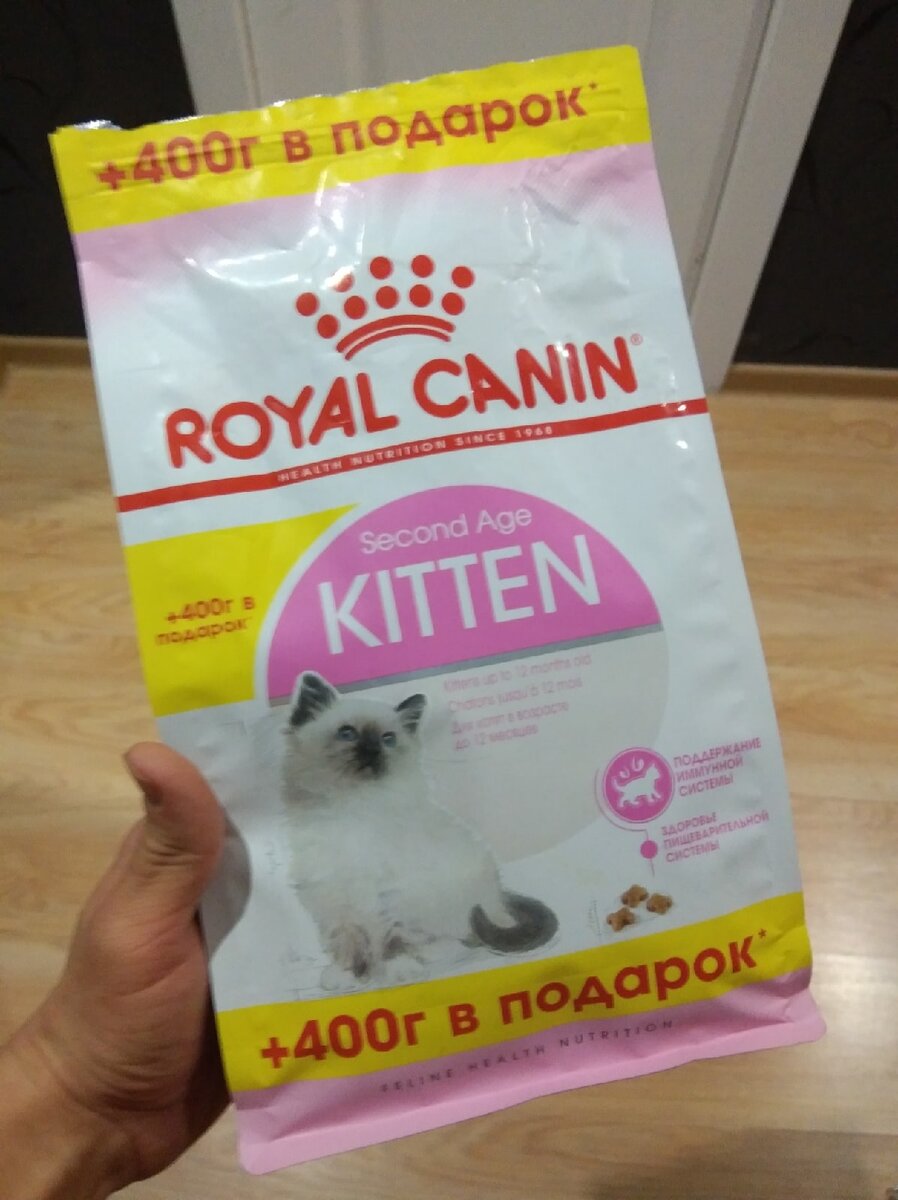 +400г в подарок*
ROYAL CANIN®
HEALTH NUTRITION SINCE 1968
Second Age
KITTEN
+400г в
подарок*
Kittens up to 12 months old
Chatons jusqu'à 12 mois
Для котят в возрасте
до 12 месяцев
ПОДДЕРЖАНИЕ
ИММУННОЙ
СИСТЕМЫ
ЗДОРОВЬЕ
ПИЩЕВАРИТЕЛЬНОЙ
СИСТЕМЫ
+400г в подарок*
FELINE HEALTH NUTRITION